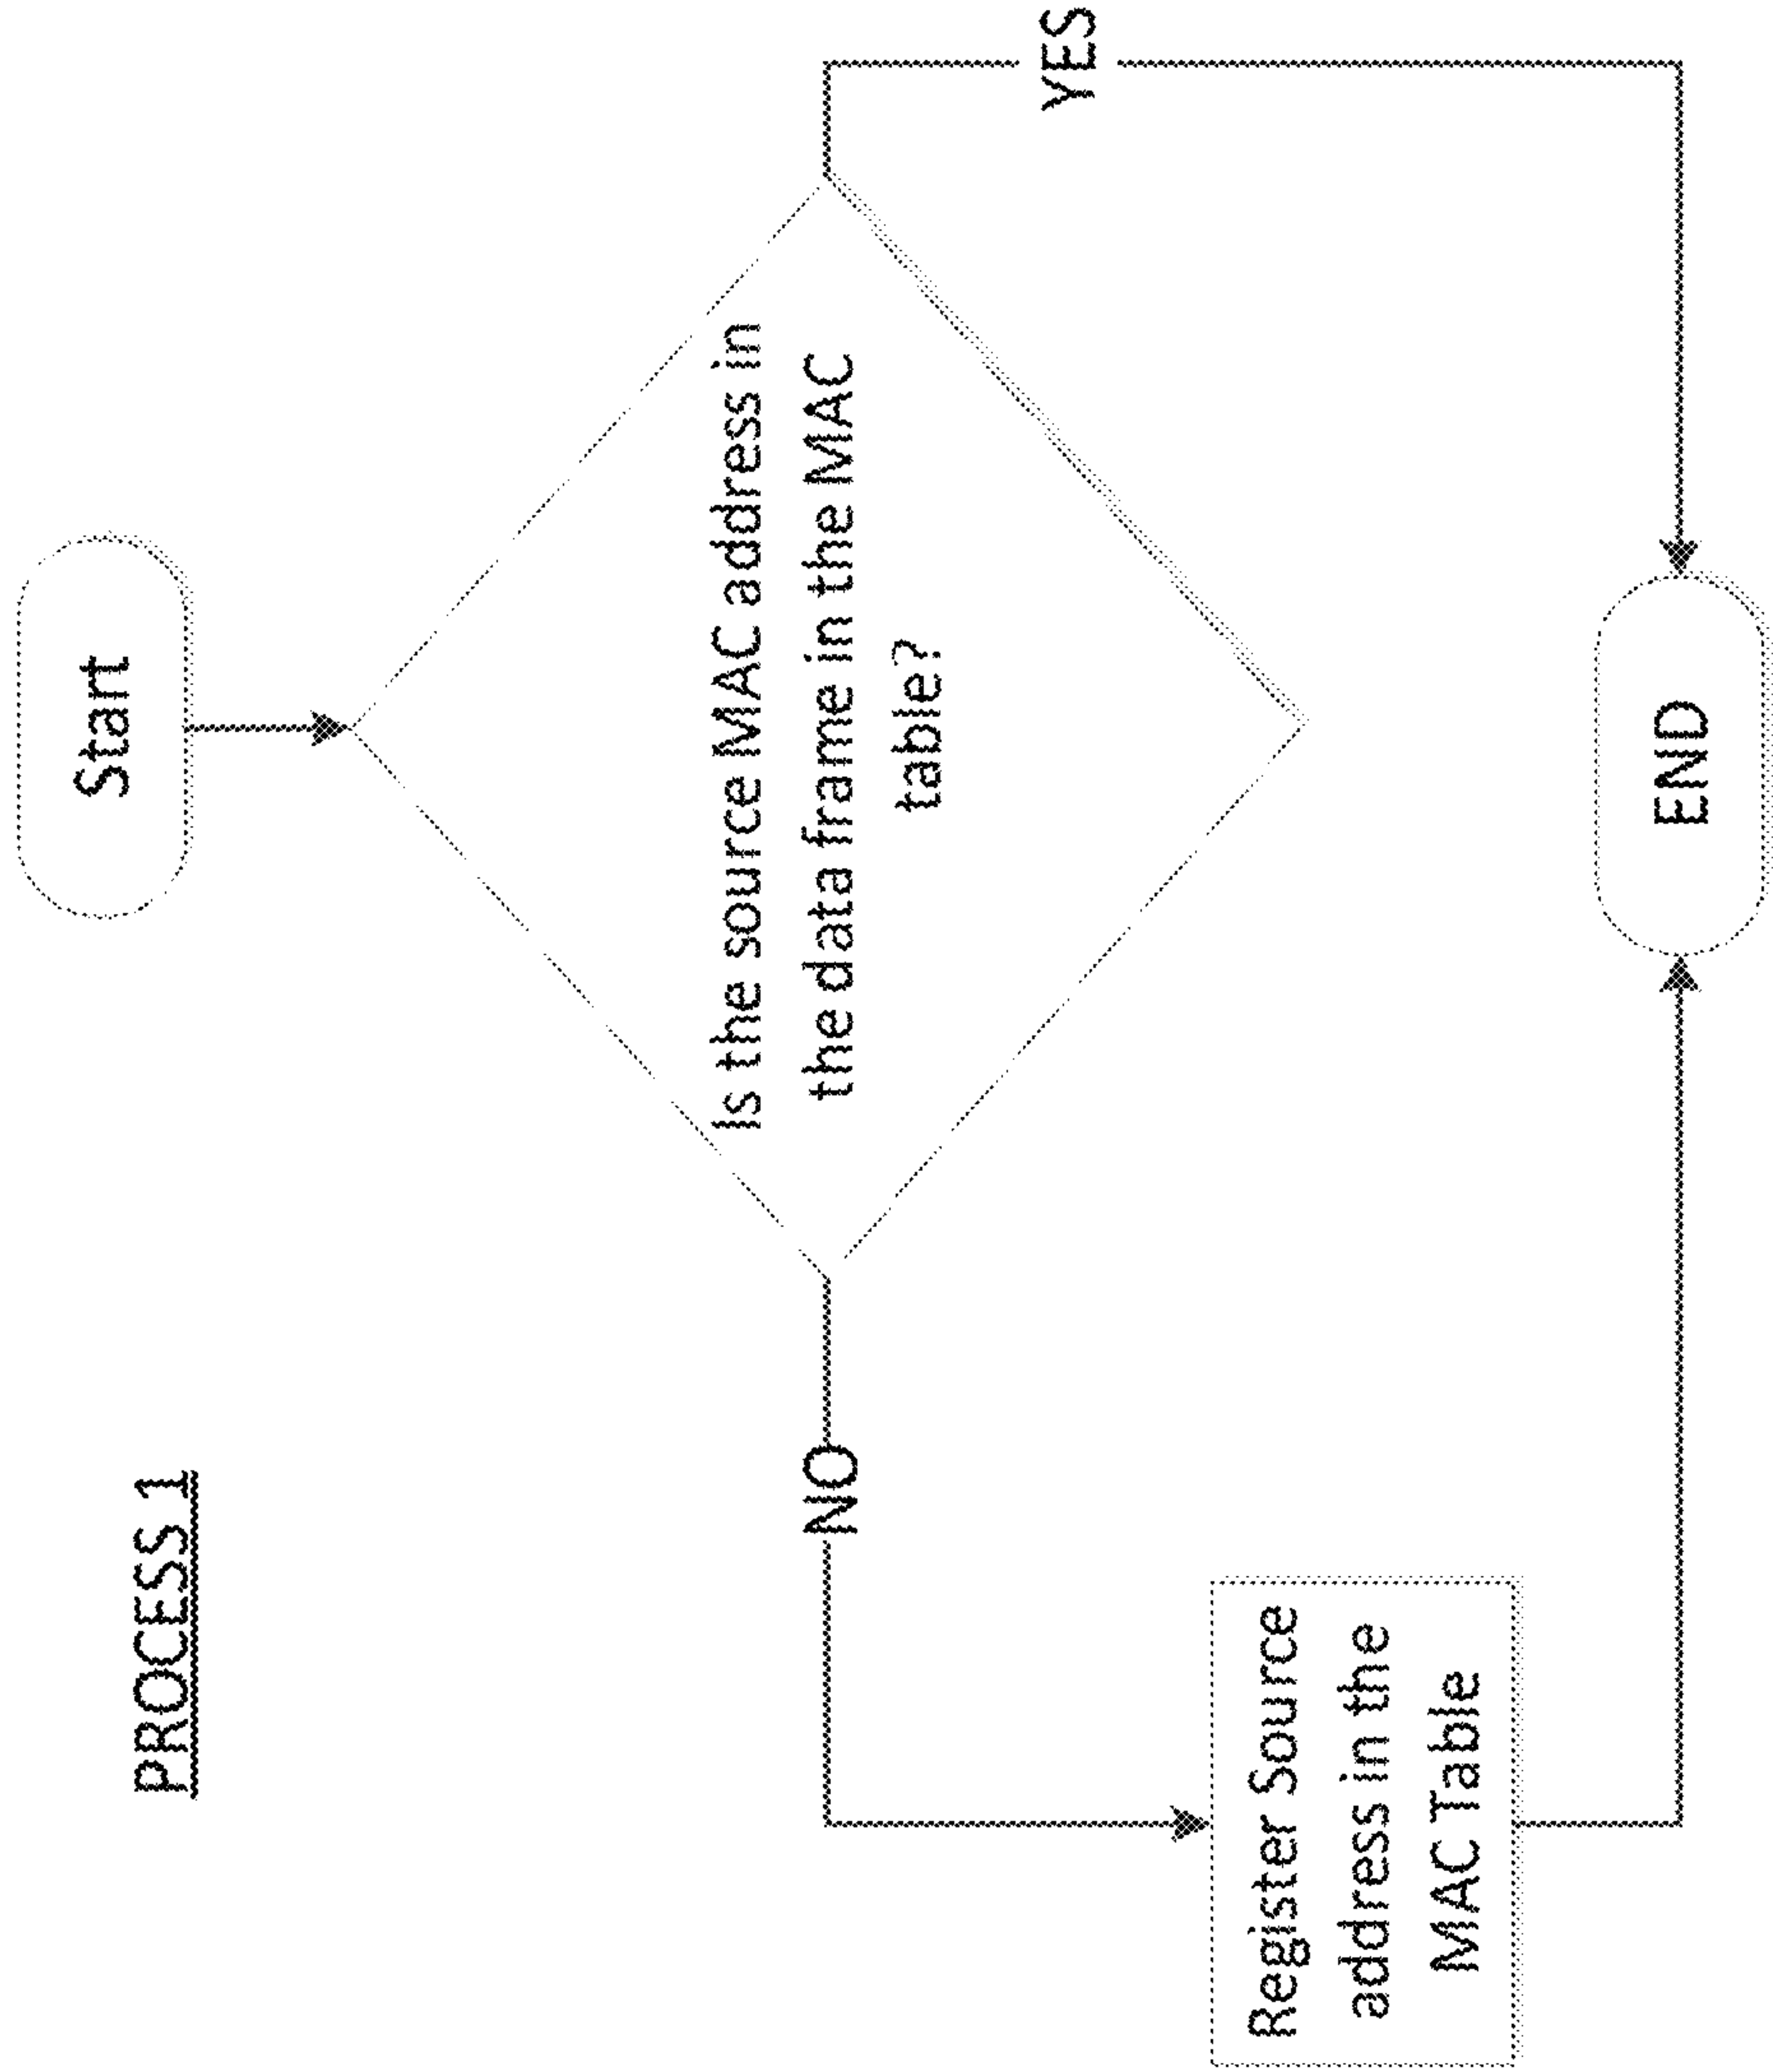 PROCESS 1
Start
Is the source MAC address in
the data frame in the MAC
table?
NO
YES
Register Source
address in the
MAC Table
END